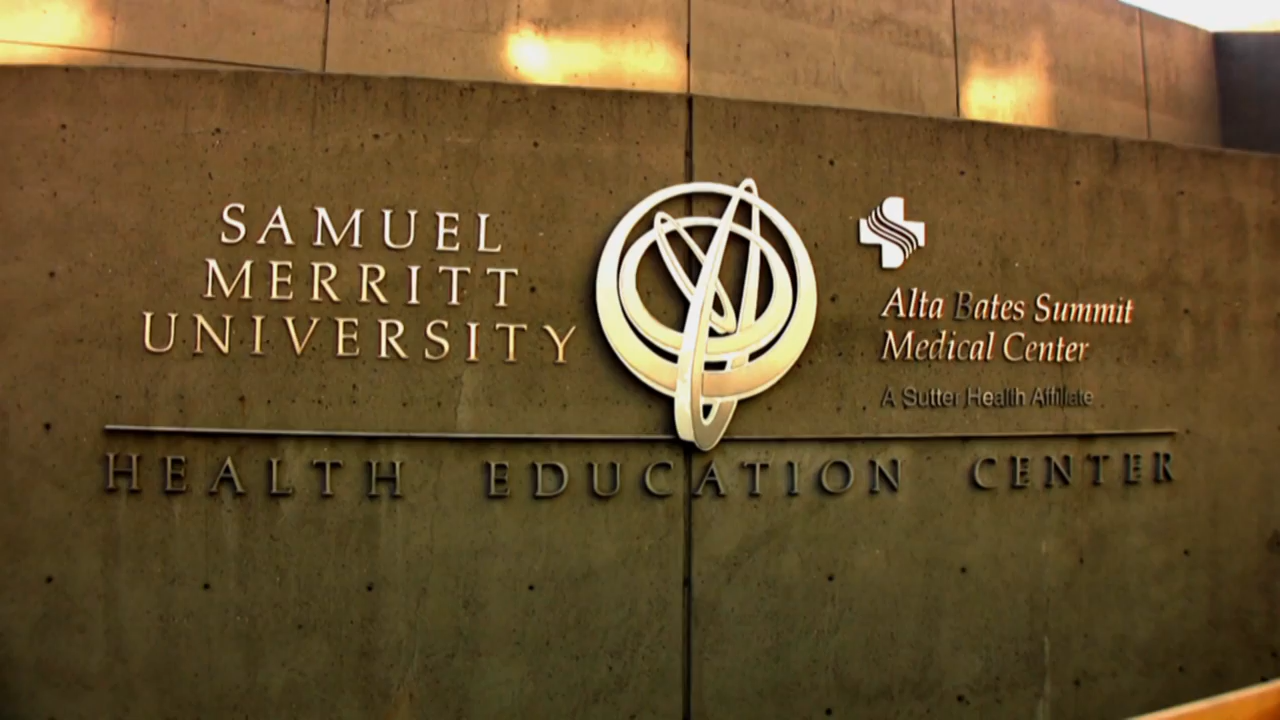 SAMUEL
MERRITT
UNIVERSITY
Alta Bates Summit
Medical Center
A Sutter Health Affiliate
HEALTH EDUCATION CENTER